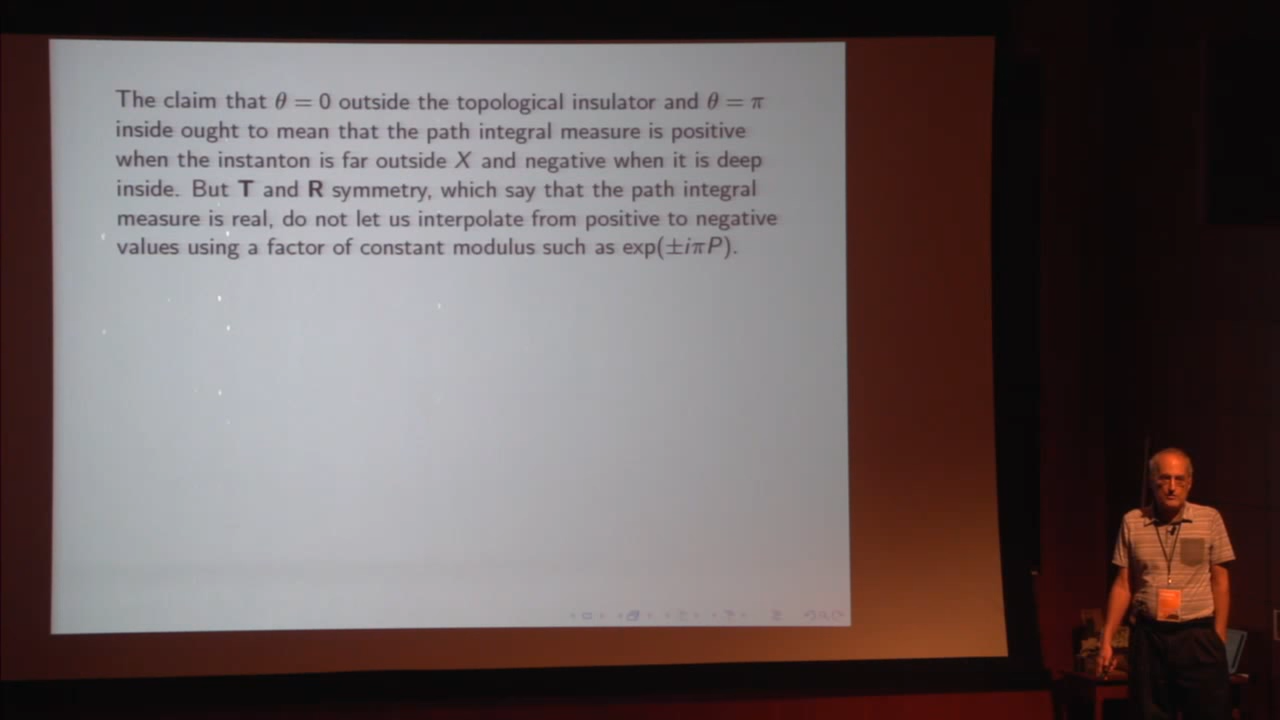 The claim that θ = 0 outside the topological insulator and θ = π
inside ought to mean that the path integral measure is positive
when the instanton is far outside X and negative when it is deep
inside. But T and R symmetry, which say that the path integral
measure is real, do not let us interpolate from positive to negative
values using a factor of constant modulus such as exp(±iπP).